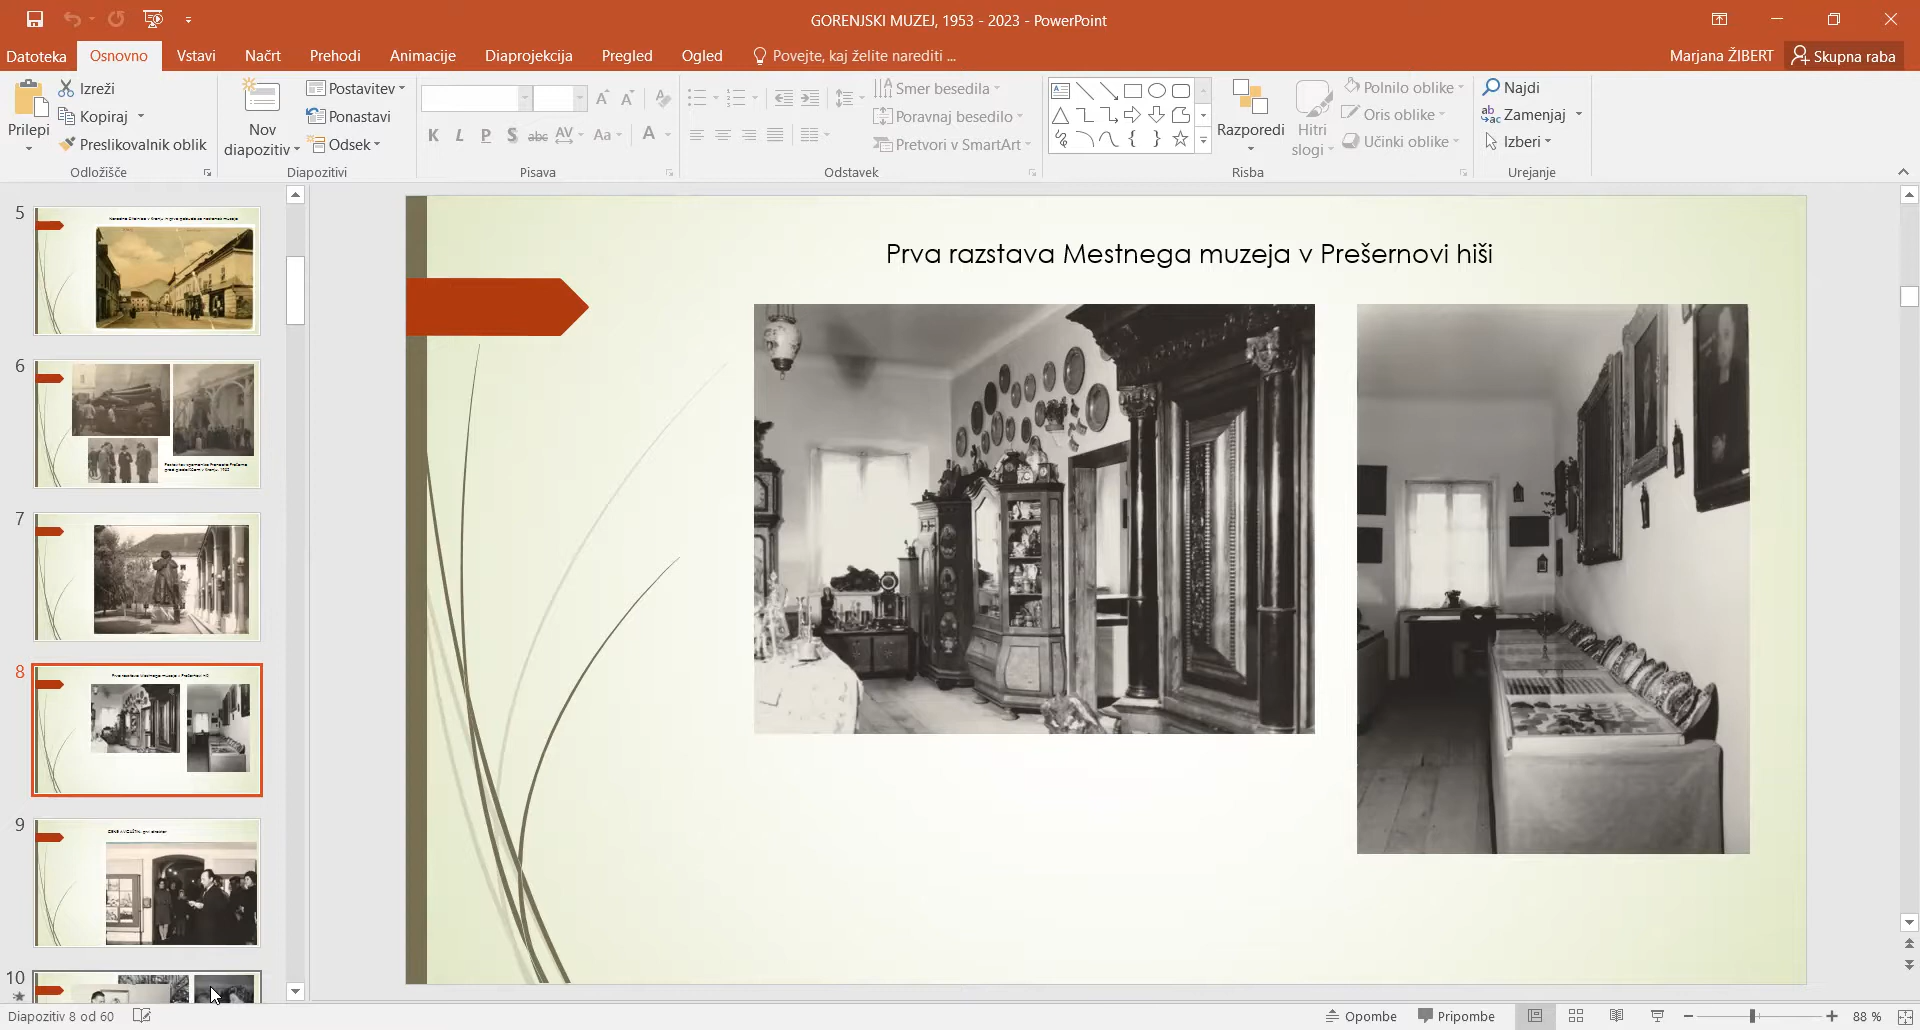 GORENJSKI MUZEJ, 1953 - 2023 - PowerPoint
Datoteka Osnovno Vstavi Načrt Prehodi Animacije Diaprojekcija Pregled Ogled Povejte, kaj želite narediti ... Marjana ŽIBERT Skupna raba
Prilepi
Izreži
Kopiraj
Preslikovalnik oblik
Odložišče
Nov
diapozitiv
Postavitev
Ponastavi
Odsek
Diapozitivi
K L P S abc AV Aa A
Pisava
Smer besedila
Poravnaj besedilo
Pretvori v SmartArt
Odstavek
Razporedi
Hitri
slogi
Polnilo oblike
Oris oblike
Učinki oblike
Risba
Najdi
Zamenjaj
Izberi
Urejanje
5
6
7
8
9
10
Prva razstava Mestnega muzeja v Prešernovi hiši
Diapozitiv 8 od 60
Opombe
Pripombe
88 %